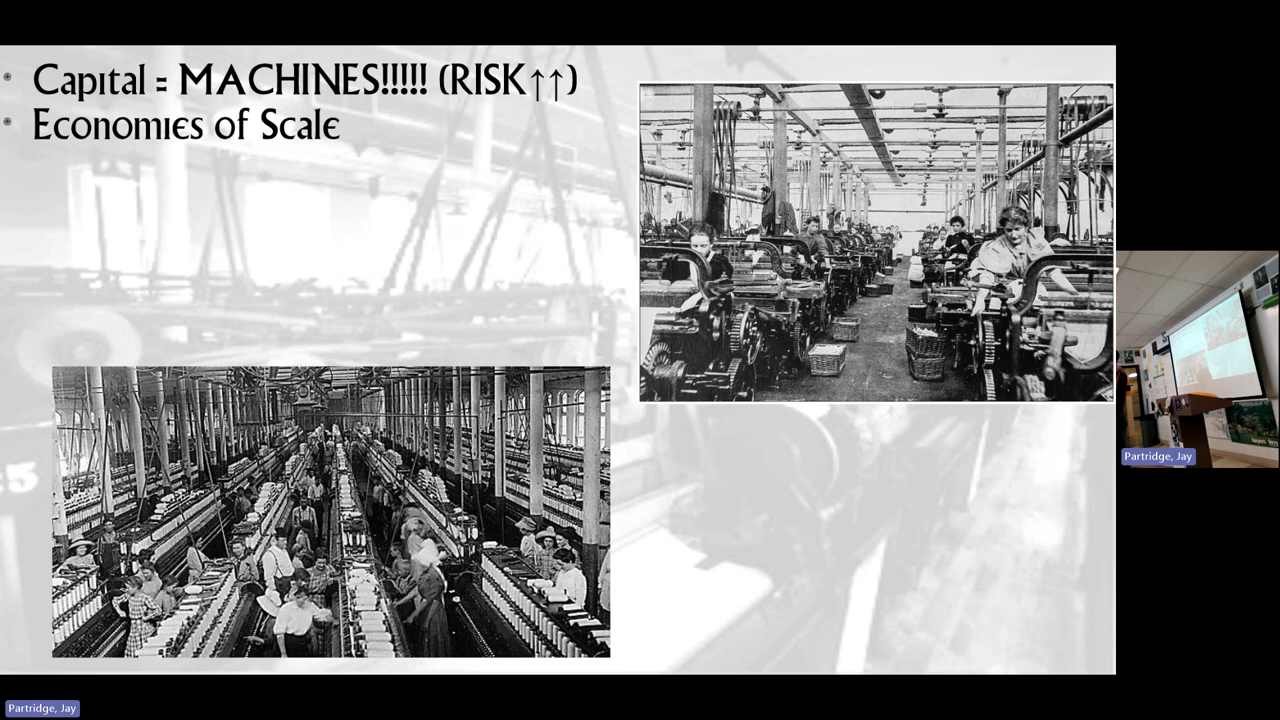 Capital = MACHINES!!!!! (RISK↑↑)
Economies of Scale
Partridge, Jay
Partridge, Jay